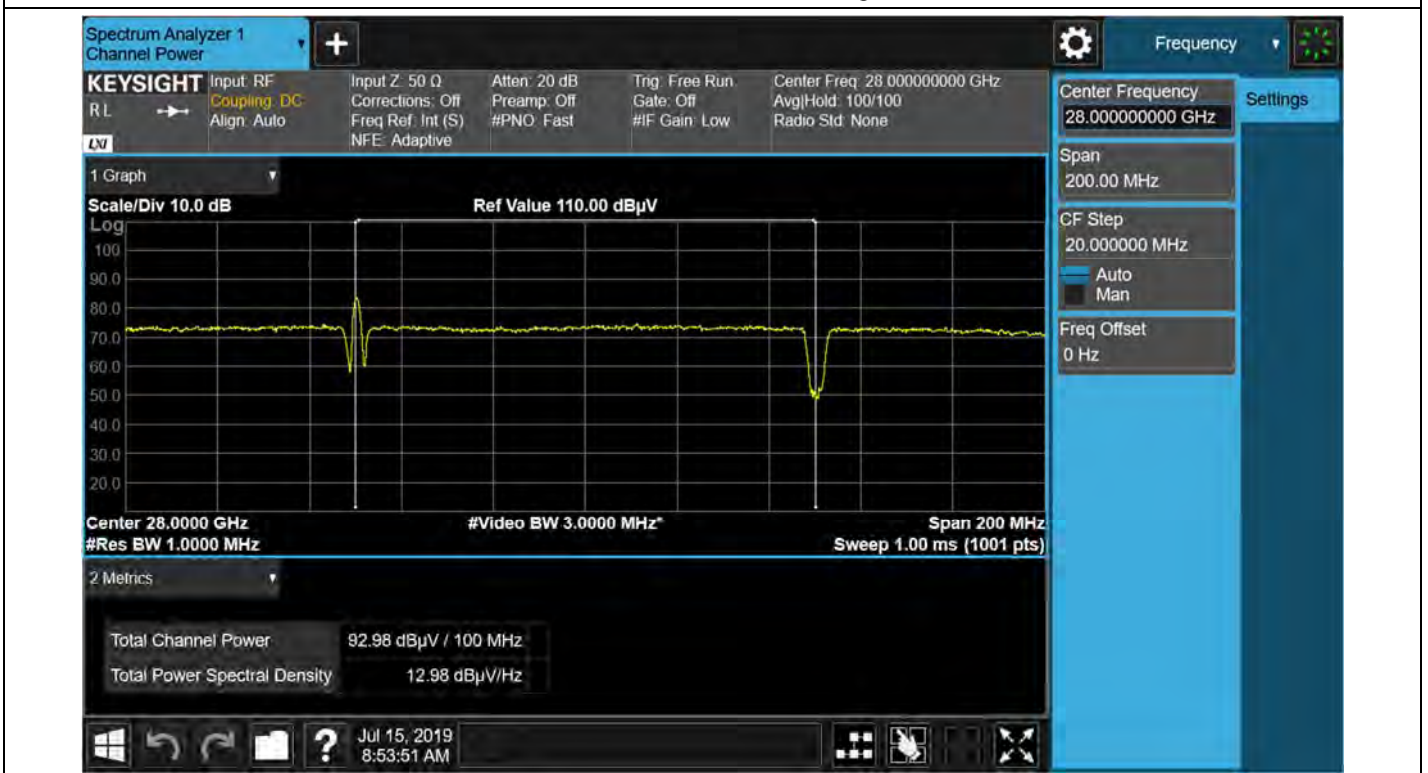 Spectrum Analyzer 1
Channel Power
+
Frequency
KEYSIGHT
RL
LXI
Input: RF
Coupling: DC
Align: Auto
Input Z: 50 Ω
Corrections: Off
Freq Ref: Int (S)
NFE: Adaptive
Atten: 20 dB
Preamp: Off
#PNO: Fast
Trig: Free Run
Gate: Off
#IF Gain: Low
Center Freq: 28.000000000 GHz
Avg|Hold: 100/100
Radio Std: None
Center Frequency
28.000000000 GHz
Settings
Span
200.00 MHz
CF Step
20.000000 MHz
Auto
Man
Freq Offset
0 Hz
1 Graph
Scale/Div 10.0 dB
Ref Value 110.00 dBµV
Log
100
90.0
80.0
70.0
60.0
50.0
40.0
30.0
20.0
Center 28.0000 GHz
#Video BW 3.0000 MHz*
Span 200 MHz
#Res BW 1.0000 MHz
Sweep 1.00 ms (1001 pts)
2 Metrics
Total Channel Power 92.98 dBµV / 100 MHz
Total Power Spectral Density 12.98 dBµV/Hz
?
Jul 15, 2019
8:53:51 AM